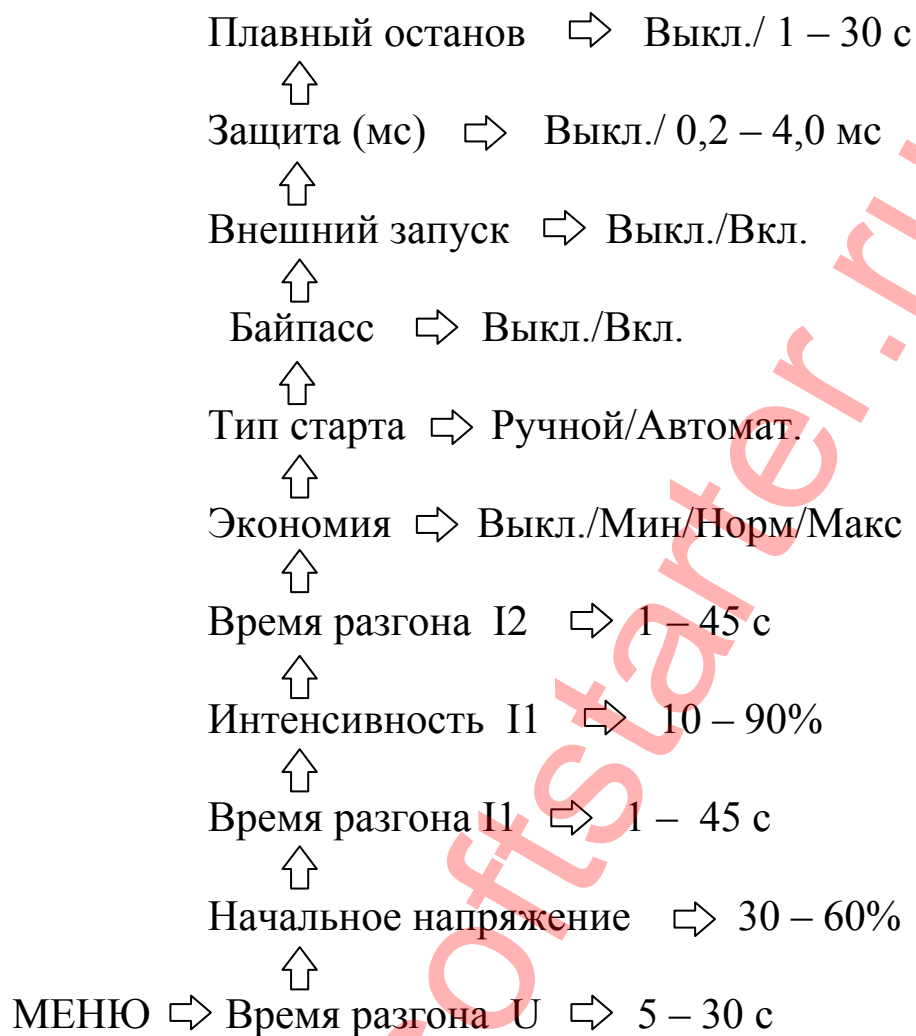 Плавный останов ⇨ Выкл./ 1 – 30 с
Защита (мс) ⇨ Выкл./ 0,2 – 4,0 мс
Внешний запуск ⇨ Выкл./Вкл.
Байпасс ⇨ Выкл./Вкл.
Тип старта ⇨ Ручной/Автомат.
Экономия ⇨ Выкл./Мин/Норм/Макс
Время разгона I2 ⇨ 1 – 45 с
Интенсивность I1 ⇨ 10 – 90%
Время разгона I1 ⇨ 1 – 45 с
Начальное напряжение ⇨ 30 – 60%
МЕНЮ ⇨ Время разгона U ⇨ 5 – 30 с
oftstarter.ru